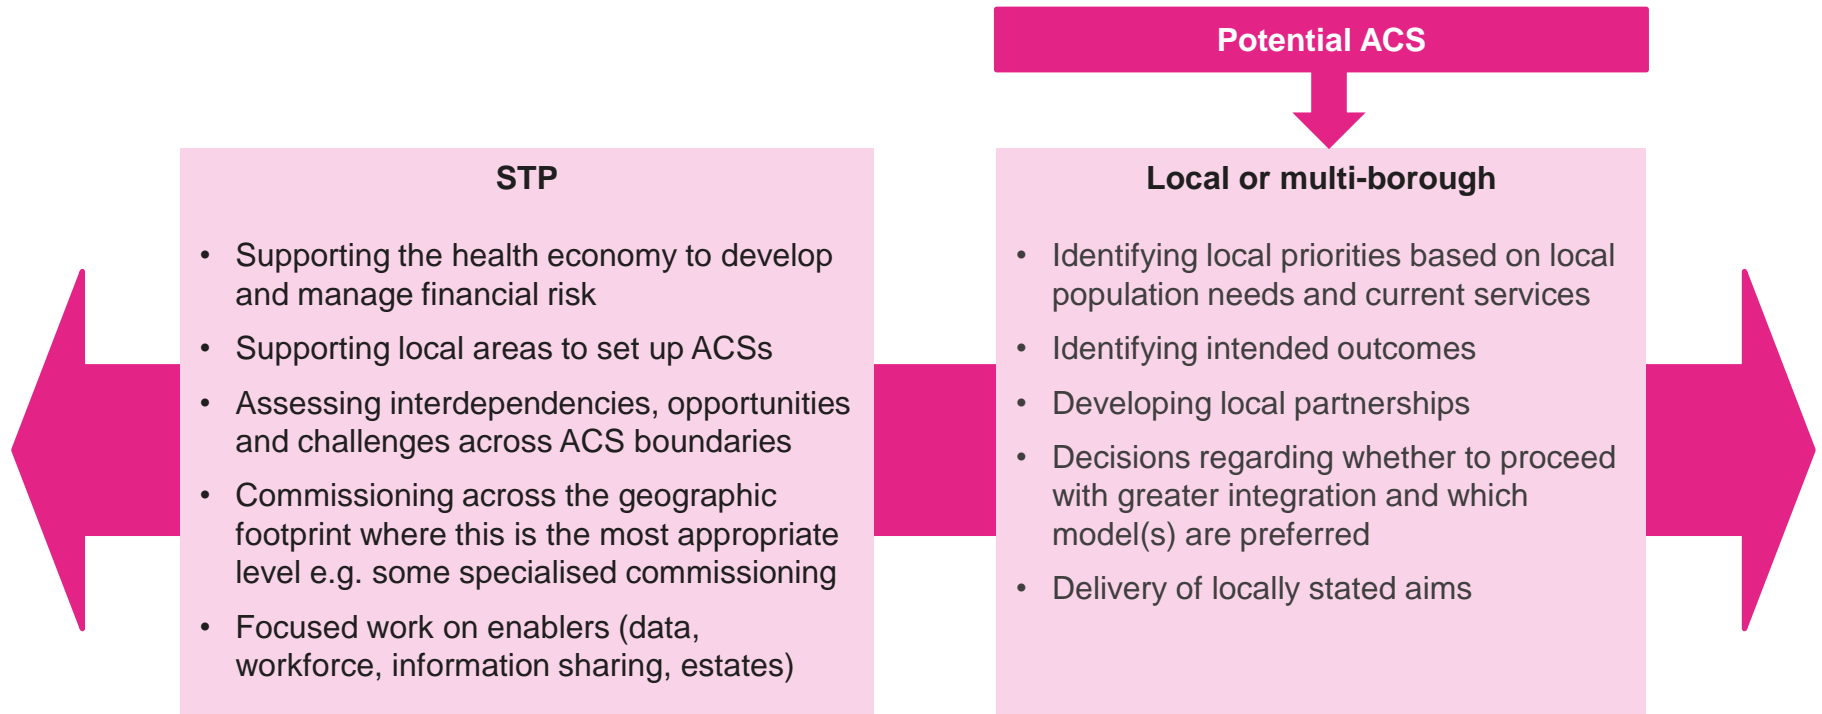 Potential ACS
STP
• Supporting the health economy to develop
and manage financial risk
• Supporting local areas to set up ACSs
• Assessing interdependencies, opportunities
and challenges across ACS boundaries
• Commissioning across the geographic
footprint where this is the most appropriate
level e.g. some specialised commissioning
• Focused work on enablers (data,
workforce, information sharing, estates)
Local or multi-borough
• Identifying local priorities based on local
population needs and current services
• Identifying intended outcomes
• Developing local partnerships
• Decisions regarding whether to proceed
with greater integration and which
model(s) are preferred
• Delivery of locally stated aims